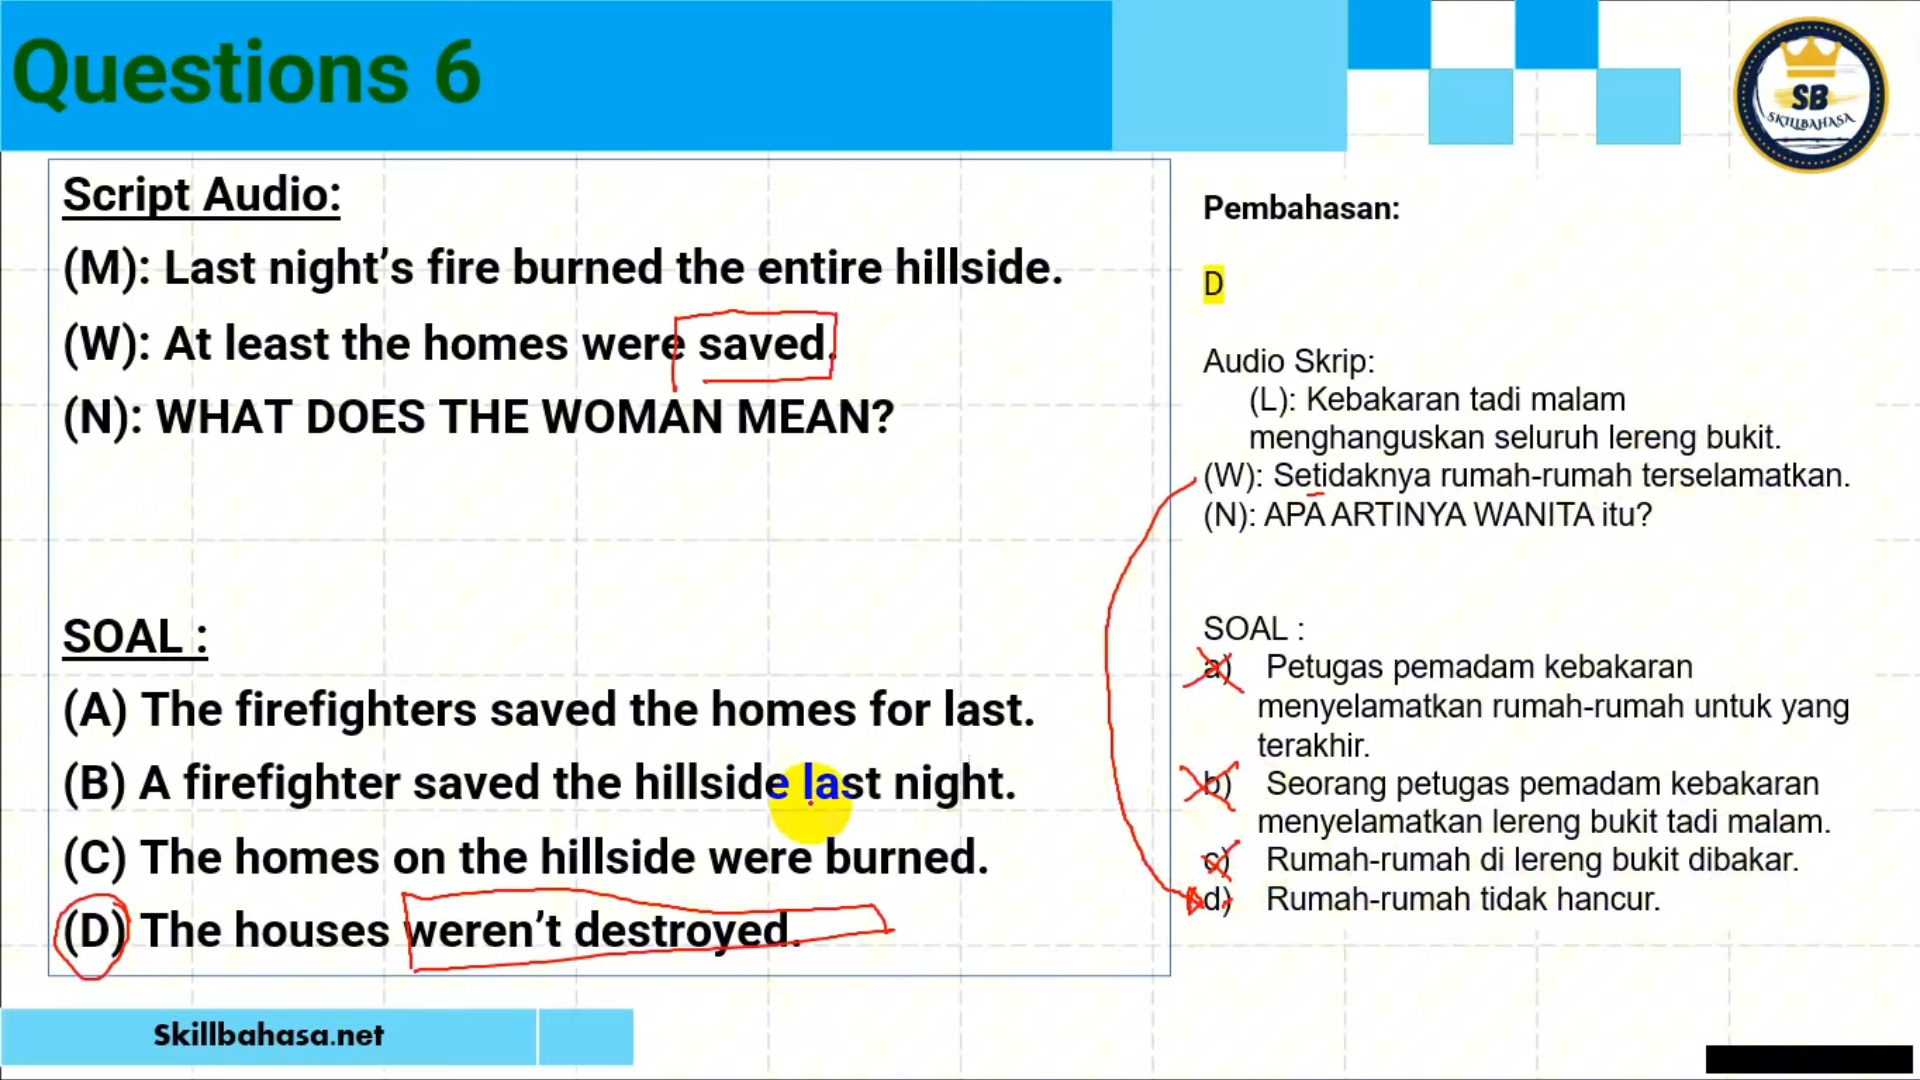 Questions 6
SB
SKILLBAHASA
Script Audio:
(M): Last night’s fire burned the entire hillside.
(W): At least the homes were saved.
(N): WHAT DOES THE WOMAN MEAN?
SOAL :
(A) The firefighters saved the homes for last.
(B) A firefighter saved the hillside last night.
(C) The homes on the hillside were burned.
(D) The houses weren’t destroyed.
Pembahasan:
D
Audio Skrip:
(L): Kebakaran tadi malam
menghanguskan seluruh lereng bukit.
(W): Setidaknya rumah-rumah terselamatkan.
(N): APA ARTINYA WANITA itu?
SOAL :
a) Petugas pemadam kebakaran
menyelamatkan rumah-rumah untuk yang
terakhir.
b) Seorang petugas pemadam kebakaran
menyelamatkan lereng bukit tadi malam.
c) Rumah-rumah di lereng bukit dibakar.
d) Rumah-rumah tidak hancur.
Skillbahasa.net